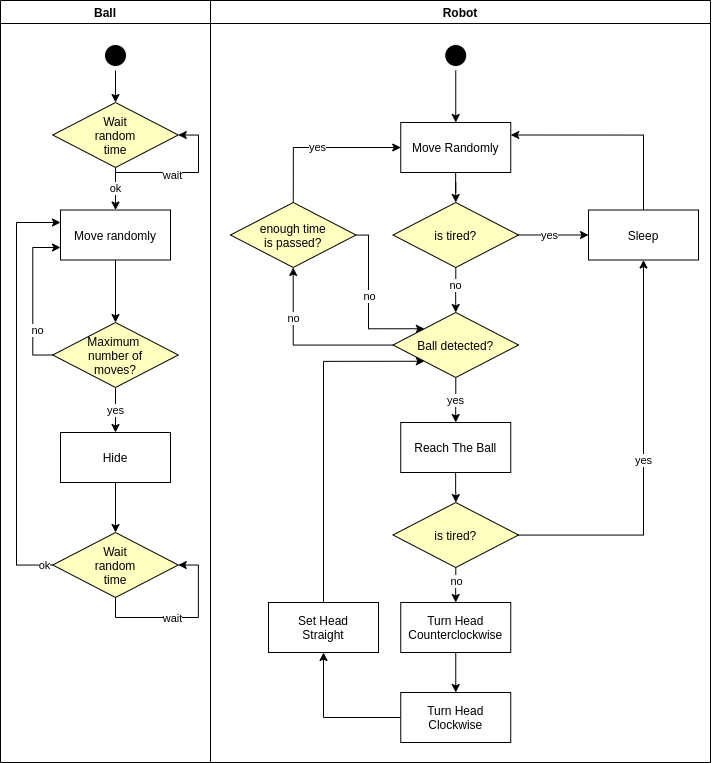 Ball
Wait
random
time
wait
ok
Move randomly
no
Maximum
number of
moves?
yes
Hide
Wait
random
time
ok
wait
Robot
Move Randomly
yes
enough time
is passed?
is tired?
yes
Sleep
no
no
no
Ball detected?
yes
Reach The Ball
yes
is tired?
no
Set Head
Straight
Turn Head
Counterclockwise
Turn Head
Clockwise